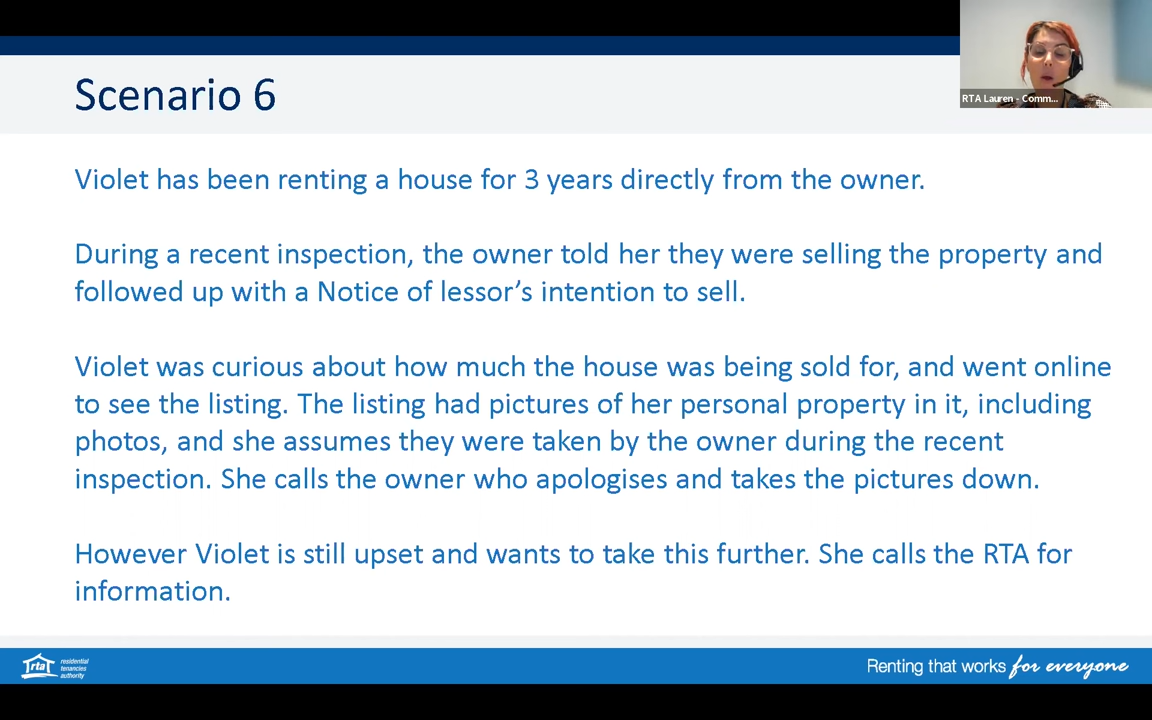 Scenario 6
RTA Lauren - Comm...
Violet has been renting a house for 3 years directly from the owner.
During a recent inspection, the owner told her they were selling the property and
followed up with a Notice of lessor’s intention to sell.
Violet was curious about how much the house was being sold for, and went online
to see the listing. The listing had pictures of her personal property in it, including
photos, and she assumes they were taken by the owner during the recent
inspection. She calls the owner who apologises and takes the pictures down.
However Violet is still upset and wants to take this further. She calls the RTA for
information.
rta
residential
tenancies
authority
Renting that works for everyone